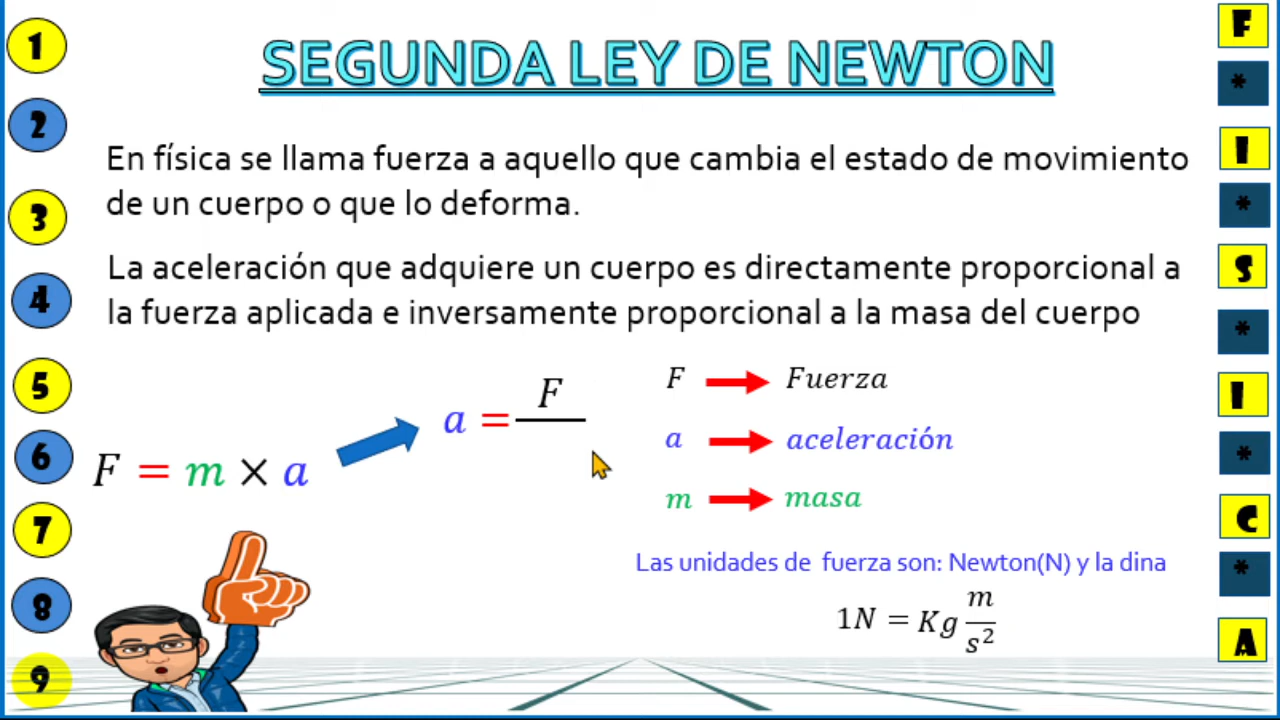 SEGUNDA LEY DE NEWTON
En física se llama fuerza a aquello que cambia el estado de movimiento
de un cuerpo o que lo deforma.
La aceleración que adquiere un cuerpo es directamente proporcional a
la fuerza aplicada e inversamente proporcional a la masa del cuerpo
F = m × a
a = F
F Fuerza
a aceleración
m masa
Las unidades de fuerza son: Newton(N) y la dina
1N = Kg m/s²
1
2
3
4
5
6
7
8
9
F
*
I
*
S
*
I
*
C
*
A